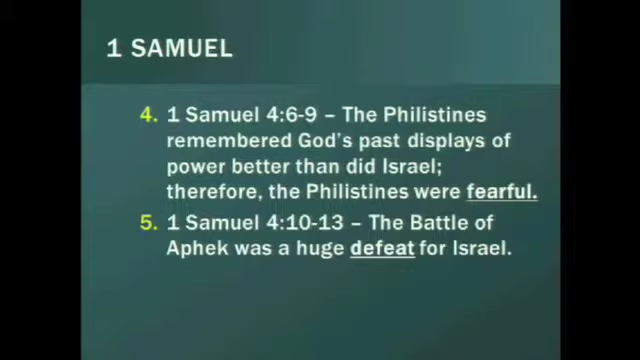 1 SAMUEL
4. 1 Samuel 4:6-9 – The Philistines
remembered God's past displays of
power better than did Israel;
therefore, the Philistines were fearful.
5. 1 Samuel 4:10-13 – The Battle of
Aphek was a huge defeat for Israel.